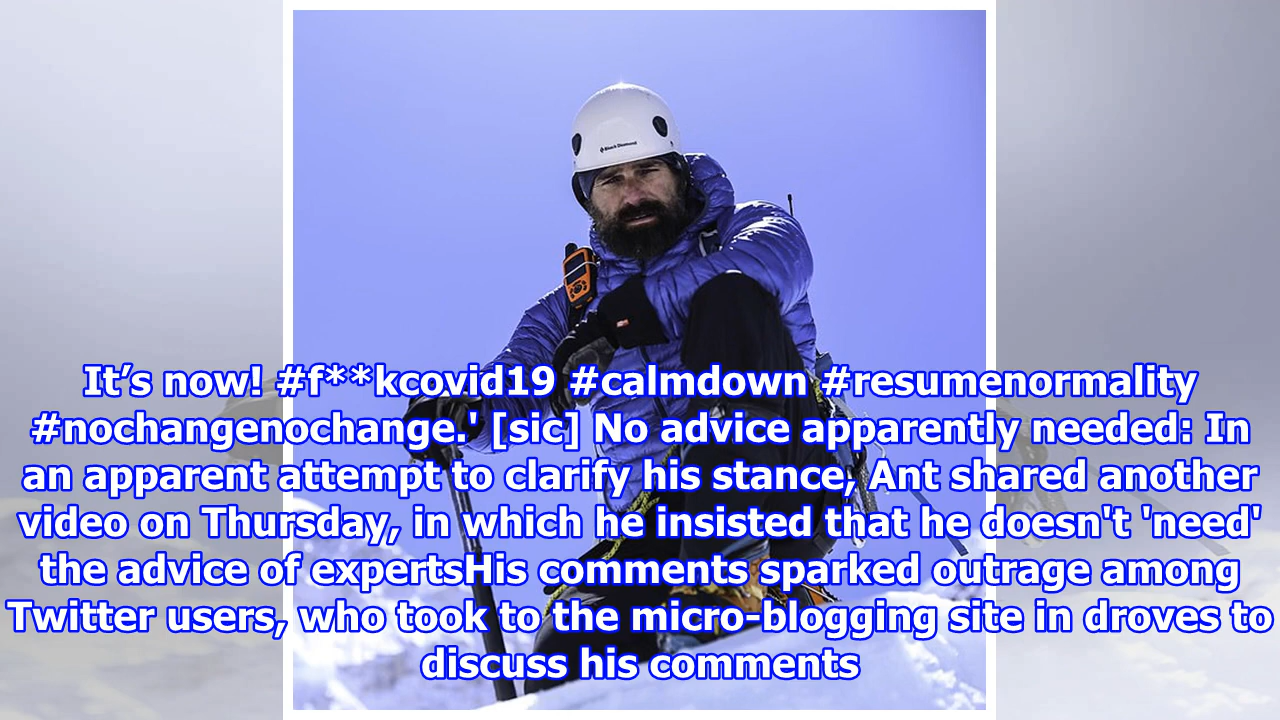 Black Diamond
It’s now! #f**kcovid19 #calmdown #resumenormality
#nochangenochange.' [sic] No advice apparently needed: In
an apparent attempt to clarify his stance, Ant shared another
video on Thursday, in which he insisted that he doesn't 'need'
the advice of expertsHis comments sparked outrage among
Twitter users, who took to the micro-blogging site in droves to
discuss his comments